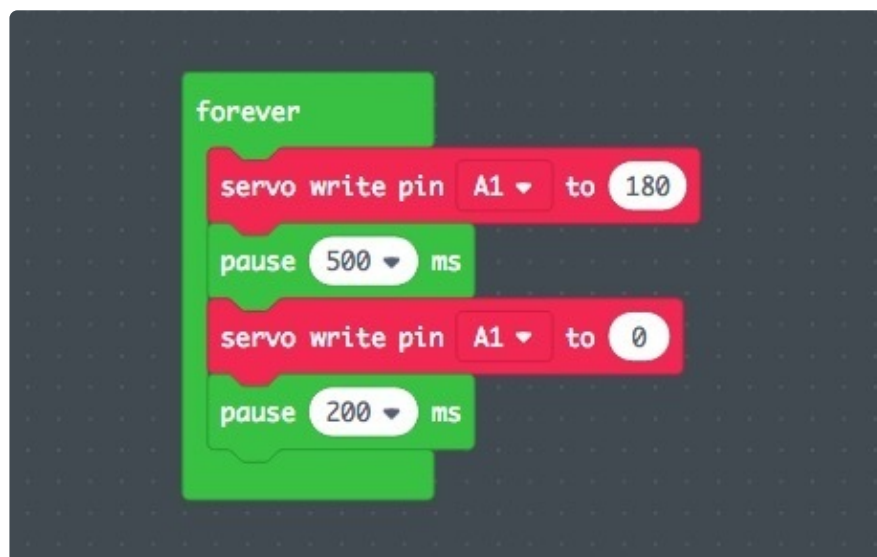 forever
servo write pin A1 to 180
pause 500 ms
servo write pin A1 to 0
pause 200 ms